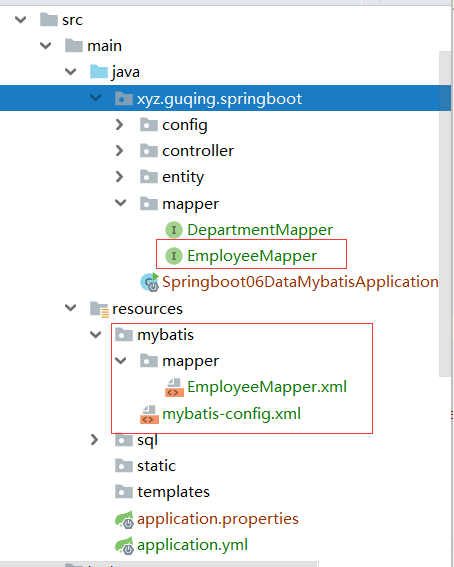 src
main
java
xyz.guqing.springboot
config
controller
entity
mapper
I DepartmentMapper
I EmployeeMapper
Springboot06DataMybatisApplication
resources
mybatis
mapper
EmployeeMapper.xml
mybatis-config.xml
sql
static
templates
application.properties
application.yml